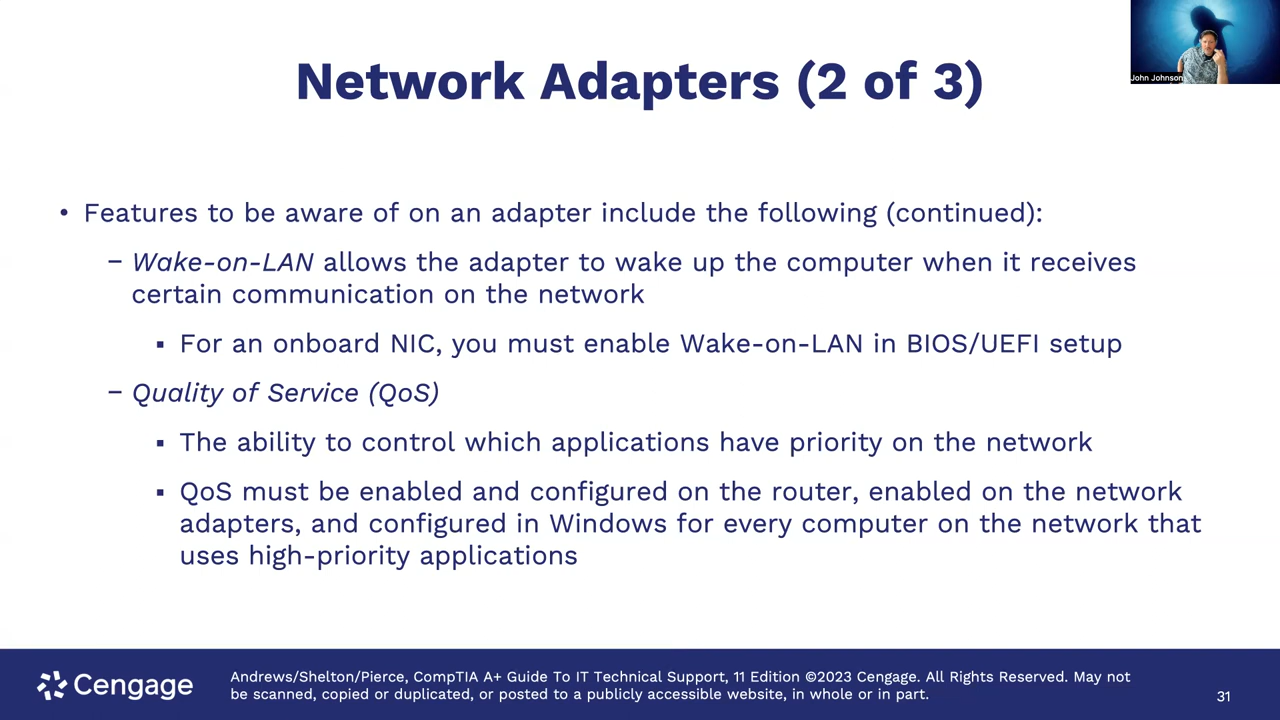 John Johnson
Network Adapters (2 of 3)
• Features to be aware of on an adapter include the following (continued):
– Wake-on-LAN allows the adapter to wake up the computer when it receives
certain communication on the network
▪ For an onboard NIC, you must enable Wake-on-LAN in BIOS/UEFI setup
– Quality of Service (QoS)
▪ The ability to control which applications have priority on the network
▪ QoS must be enabled and configured on the router, enabled on the network
adapters, and configured in Windows for every computer on the network that
uses high-priority applications
Cengage
Andrews/Shelton/Pierce, CompTIA A+ Guide To IT Technical Support, 11 Edition ©2023 Cengage. All Rights Reserved. May not
be scanned, copied or duplicated, or posted to a publicly accessible website, in whole or in part.
31